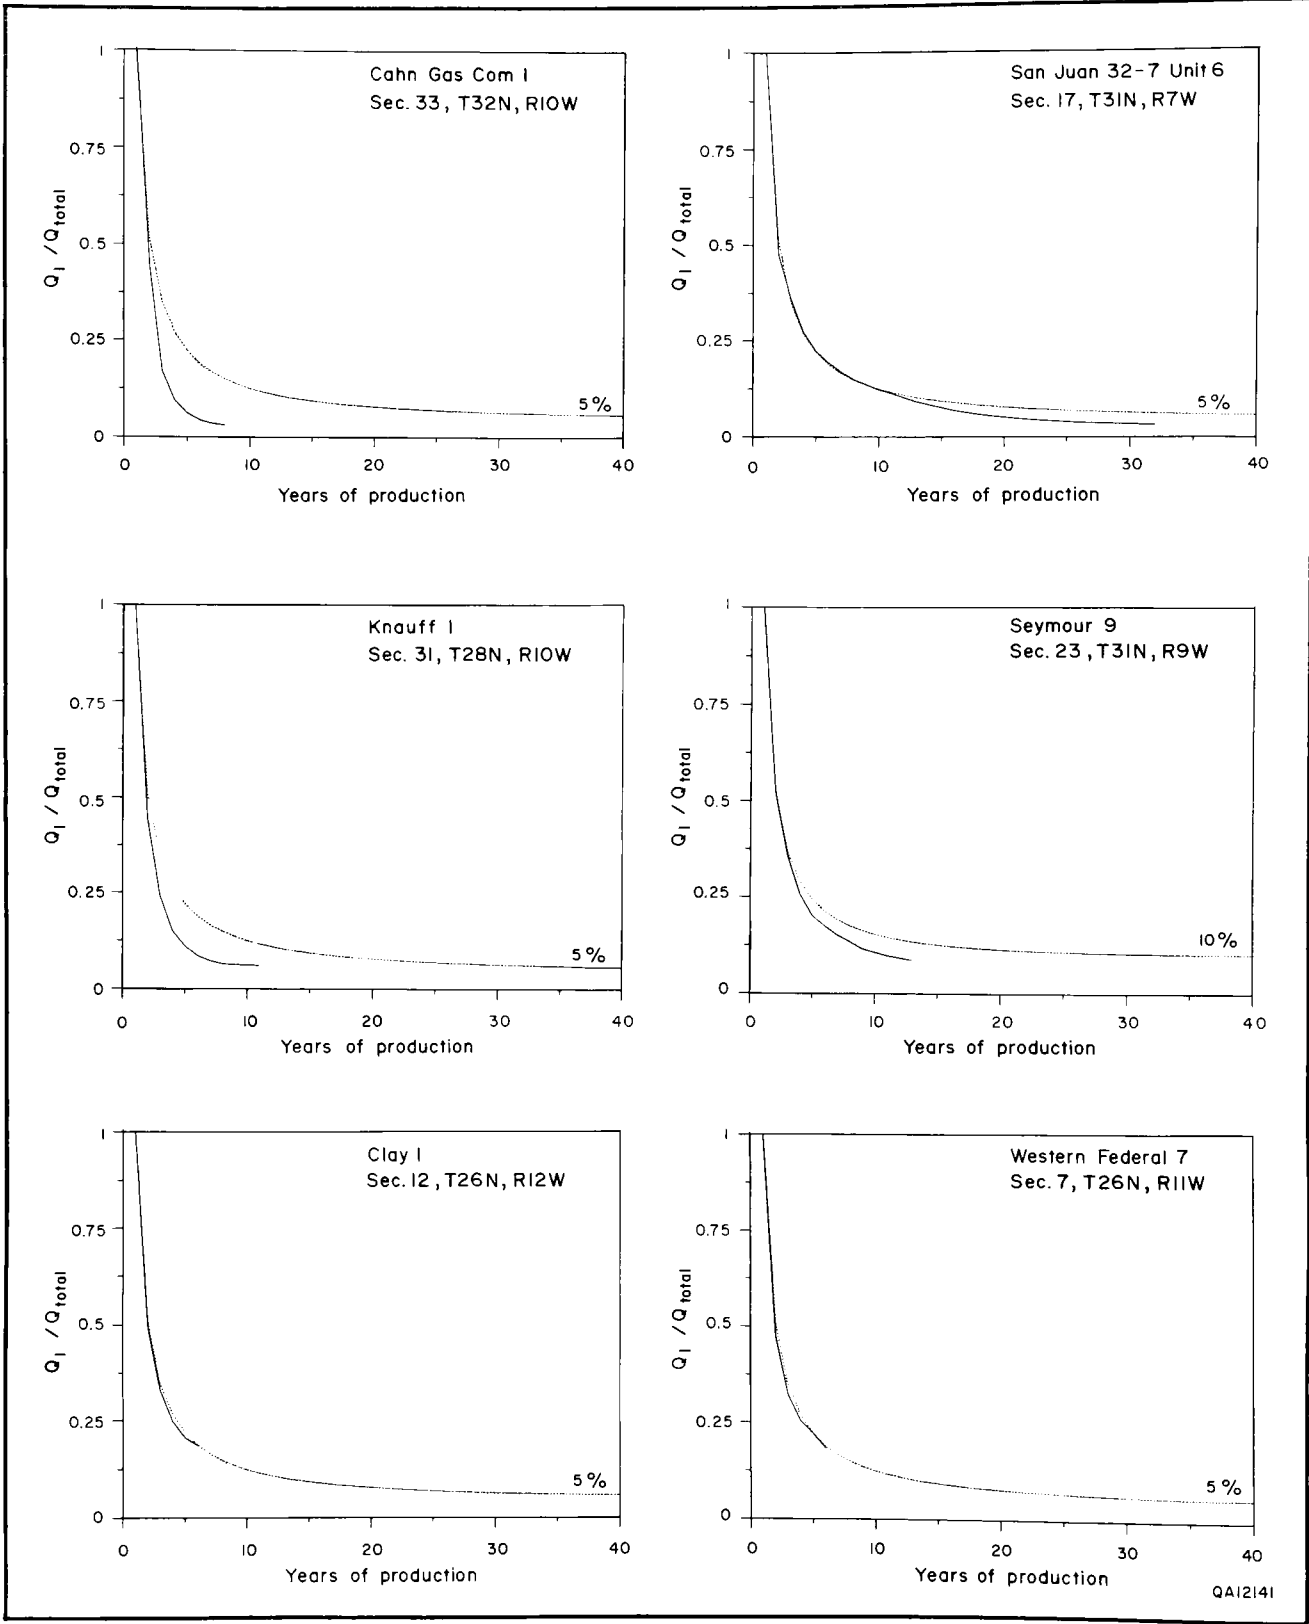 Cahn Gas Com 1
Sec. 33, T32N, R10W
1
0.75
0.5
0.25
0
Q1 / Qtotal
5%
0 10 20 30 40
Years of production
San Juan 32-7 Unit 6
Sec. 17, T31N, R7W
1
0.75
0.5
0.25
0
Q1 / Qtotal
5%
0 10 20 30 40
Years of production
Knauff 1
Sec. 31, T28N, R10W
1
0.75
0.5
0.25
0
Q1 / Qtotal
5%
0 10 20 30 40
Years of production
Seymour 9
Sec. 23, T31N, R9W
1
0.75
0.5
0.25
0
Q1 / Qtotal
10%
0 10 20 30 40
Years of production
Clay 1
Sec. 12, T26N, R12W
1
0.75
0.5
0.25
0
Q1 / Qtotal
5%
0 10 20 30 40
Years of production
Western Federal 7
Sec. 7, T26N, R11W
1
0.75
0.5
0.25
0
Q1 / Qtotal
5%
0 10 20 30 40
Years of production
QA12141